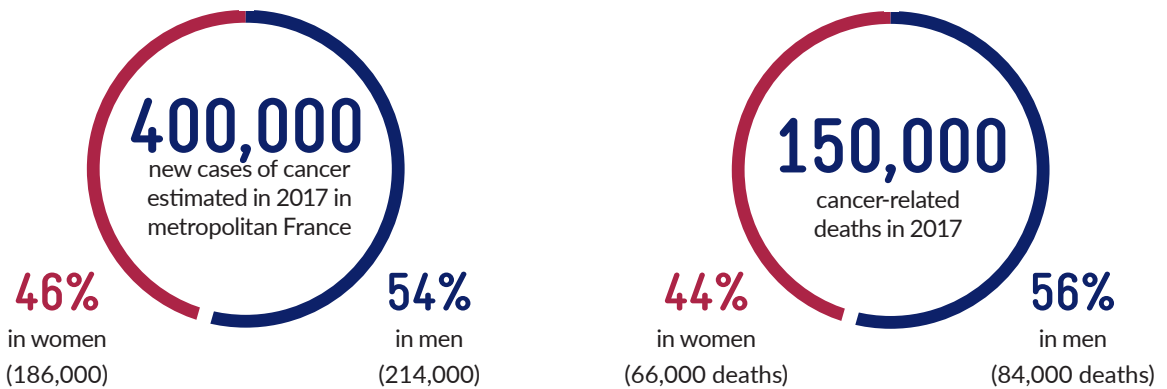 400,000
new cases of cancer
estimated in 2017 in
metropolitan France
46%
in women
(186,000)
54%
in men
(214,000)
150,000
cancer-related
deaths in 2017
44%
in women
(66,000 deaths)
56%
in men
(84,000 deaths)